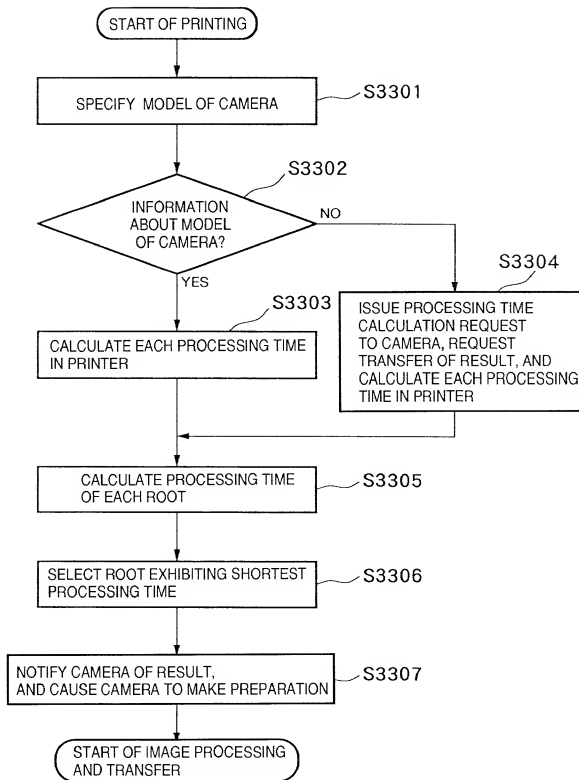 START OF PRINTING
SPECIFY MODEL OF CAMERA
S3301
S3302
INFORMATION
ABOUT MODEL
OF CAMERA?
NO
YES
S3303
CALCULATE EACH PROCESSING TIME
IN PRINTER
S3304
ISSUE PROCESSING TIME
CALCULATION REQUEST
TO CAMERA, REQUEST
TRANSFER OF RESULT, AND
CALCULATE EACH PROCESSING
TIME IN PRINTER
CALCULATE PROCESSING TIME
OF EACH ROOT
S3305
SELECT ROOT EXHIBITING SHORTEST
PROCESSING TIME
S3306
NOTIFY CAMERA OF RESULT,
AND CAUSE CAMERA TO MAKE PREPARATION
S3307
START OF IMAGE PROCESSING
AND TRANSFER